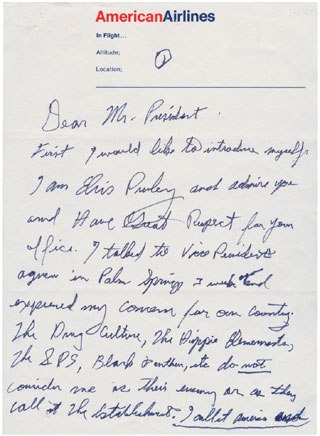 AmericanAirlines
In Flight...
Altitude;
Location;
1
Dear Mr. President.
First I would like to introduce myself.
I am Elvis Presley and admire you
and Have Great Respect for your
office. I talked to Vice President
Agnew in Palm Springs 3 weeks ago and
expressed my concern for our country.
The Drug Culture, The Hippie Elements,
The SDS, Black Panthers, etc do not
consider me as their enemy or as they
call it The Establishment. I call it America and